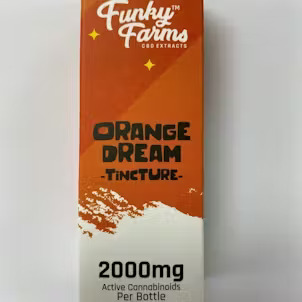 Funky™
Farms
CBD EXTRACTS
ORANGE
DREAM
-TiNCTURE-
2000mg
Active Cannabinoids
Per Bottle